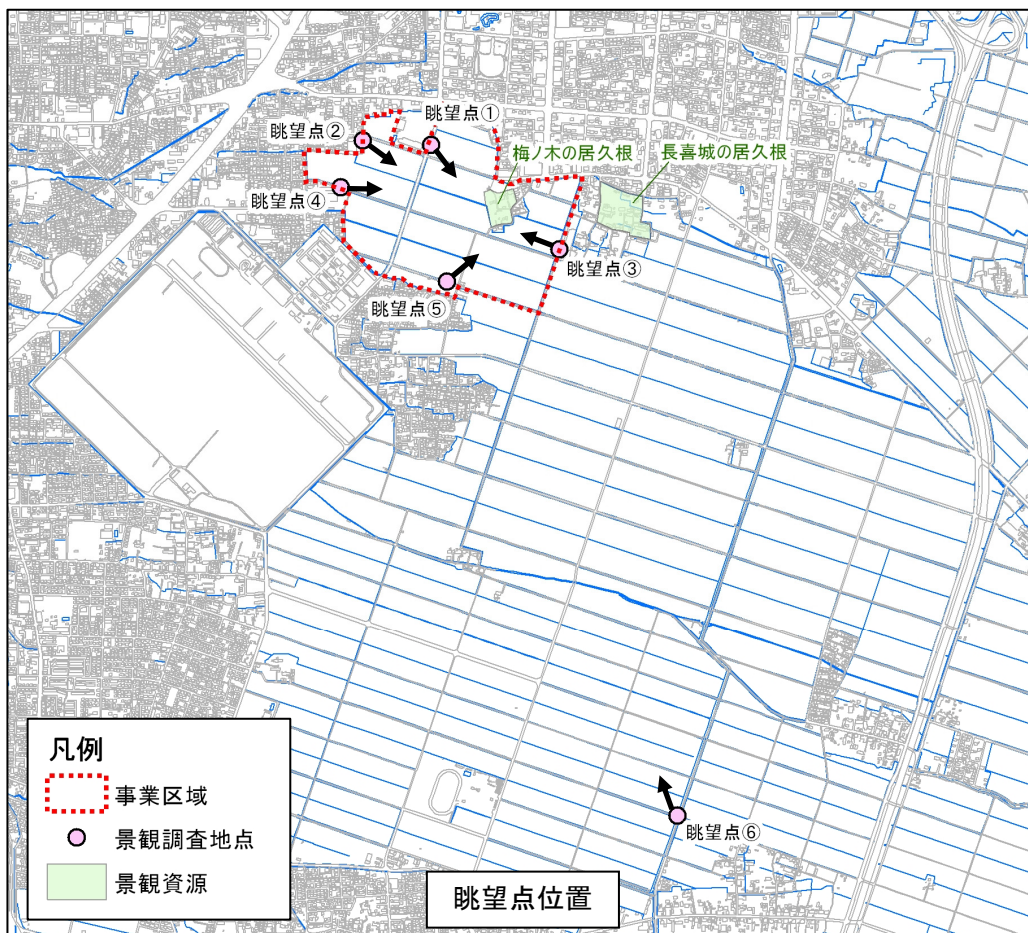 眺望点①
眺望点②
梅ノ木の居久根
長喜城の居久根
眺望点④
眺望点③
眺望点⑤
眺望点⑥
凡例
事業区域
景観調査地点
景観資源
眺望点位置